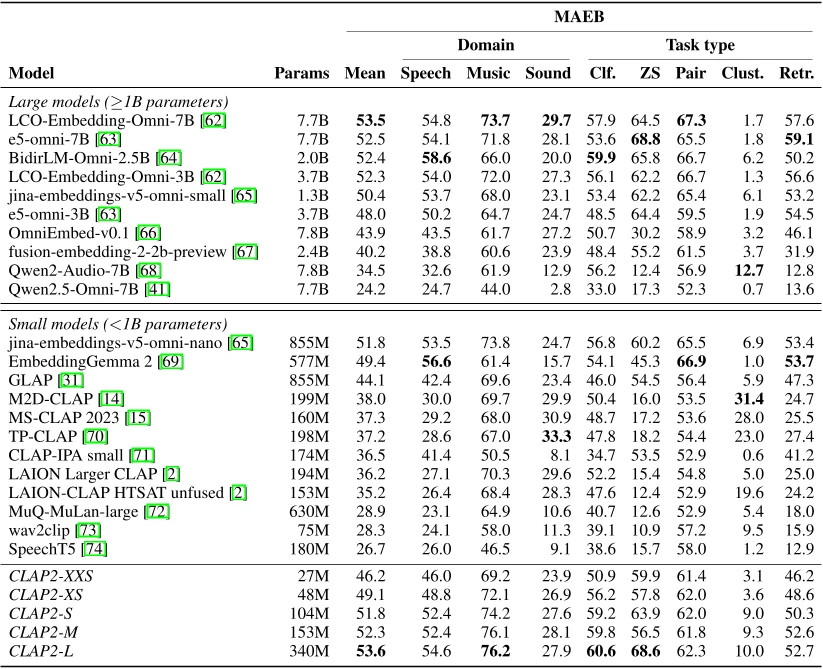 MAEB
Domain Task type
Model Params Mean Speech Music Sound Clf. ZS Pair Clust. Retr.
Large models (≥1B parameters)
LCO-Embedding-Omni-7B [62] 7.7B 53.5 54.8 73.7 29.7 57.9 64.5 67.3 1.7 57.6
e5-omni-7B [63] 7.7B 52.5 54.1 71.8 28.1 53.6 68.8 65.5 1.8 59.1
BidirLM-Omni-2.5B [64] 2.0B 52.4 58.6 66.0 20.0 59.9 65.8 66.7 6.2 50.2
LCO-Embedding-Omni-3B [62] 3.7B 52.3 54.0 72.0 27.3 56.1 62.2 66.7 1.3 56.6
jina-embeddings-v5-omni-small [65] 1.3B 50.4 53.7 68.0 23.1 53.4 62.2 65.4 6.1 53.2
e5-omni-3B [63] 3.7B 48.0 50.2 64.7 24.7 48.5 64.4 59.5 1.9 54.5
OmniEmbed-v0.1 [66] 7.8B 43.9 43.5 61.7 27.2 50.7 30.2 58.9 3.2 46.1
fusion-embedding-2-2b-preview [67] 2.4B 40.2 38.8 60.6 23.9 48.4 55.2 61.5 3.7 31.9
Qwen2-Audio-7B [68] 7.8B 34.5 32.6 61.9 12.9 56.2 12.4 56.9 12.7 12.8
Qwen2.5-Omni-7B [41] 7.7B 24.2 24.7 44.0 2.8 33.0 17.3 52.3 0.7 13.6
Small models (<1B parameters)
jina-embeddings-v5-omni-nano [65] 855M 51.8 53.5 73.8 24.7 56.8 60.2 65.5 6.9 53.4
EmbeddingGemma 2 [69] 577M 49.4 56.6 61.4 15.7 54.1 45.3 66.9 1.0 53.7
GLAP [31] 855M 44.1 42.4 69.6 23.4 46.0 54.5 56.4 5.9 47.3
M2D-CLAP [14] 199M 38.0 30.0 69.7 29.9 50.4 16.0 53.5 31.4 24.7
MS-CLAP 2023 [15] 160M 37.3 29.2 68.0 30.9 48.7 17.2 53.6 28.0 25.5
TP-CLAP [70] 198M 37.2 28.6 67.0 33.3 47.8 18.2 54.4 23.0 27.4
CLAP-IPA small [71] 174M 36.5 41.4 50.5 8.1 34.7 53.5 52.9 0.6 41.2
LAION Larger CLAP [2] 194M 36.2 27.1 70.3 29.6 52.2 15.4 54.8 5.0 25.0
LAION-CLAP HTSAT unfused [2] 153M 35.2 26.4 68.4 28.3 47.6 12.4 52.9 19.6 24.2
MuQ-MuLan-large [72] 630M 28.9 23.1 64.9 10.6 40.7 12.6 52.9 5.4 18.0
wav2clip [73] 75M 28.3 24.1 58.0 11.3 39.1 10.9 57.2 9.5 15.9
SpeechT5 [74] 180M 26.7 26.0 46.5 9.1 38.6 15.7 58.0 1.2 12.9
CLAP2-XXS 27M 46.2 46.0 69.2 23.9 50.9 59.9 61.4 3.1 46.2
CLAP2-XS 48M 49.1 48.8 72.1 26.9 56.2 57.8 62.0 3.6 48.6
CLAP2-S 104M 51.8 52.4 74.2 27.6 59.2 63.9 62.0 9.0 50.3
CLAP2-M 153M 52.3 52.4 76.1 28.1 59.8 56.5 61.8 9.3 52.6
CLAP2-L 340M 53.6 54.6 76.2 27.9 60.6 68.6 62.3 10.0 52.7